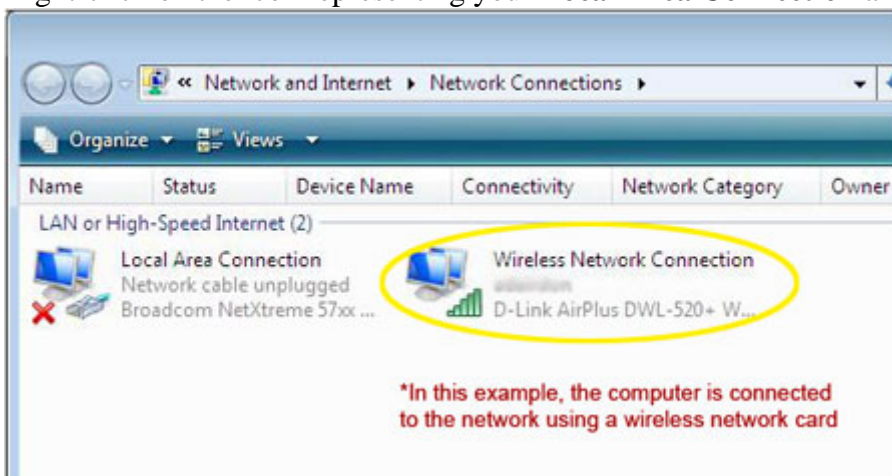 « Network and Internet ▸ Network Connections ▸
Organize Views
Name Status Device Name Connectivity Network Category Owner
LAN or High-Speed Internet (2)
Local Area Connection
Network cable unplugged
Broadcom NetXtreme 57xx ...
Wireless Network Connection
D-Link AirPlus DWL-520+ W...
*In this example, the computer is connected
to the network using a wireless network card